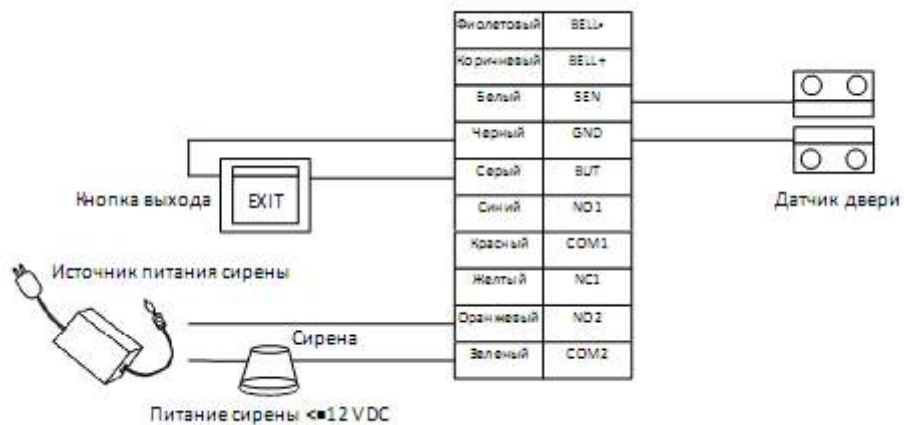 Фиолетовый BELL-
Коричневый BELL+
Белый SEN
Черный GND
Серый BUT
Синий NO1
Красный COM1
Желтый NC1
Оранжевый NO2
Зеленый COM2
Кнопка выхода
EXIT
Датчик двери
Источник питания сирены
Сирена
Питание сирены <■12 VDC